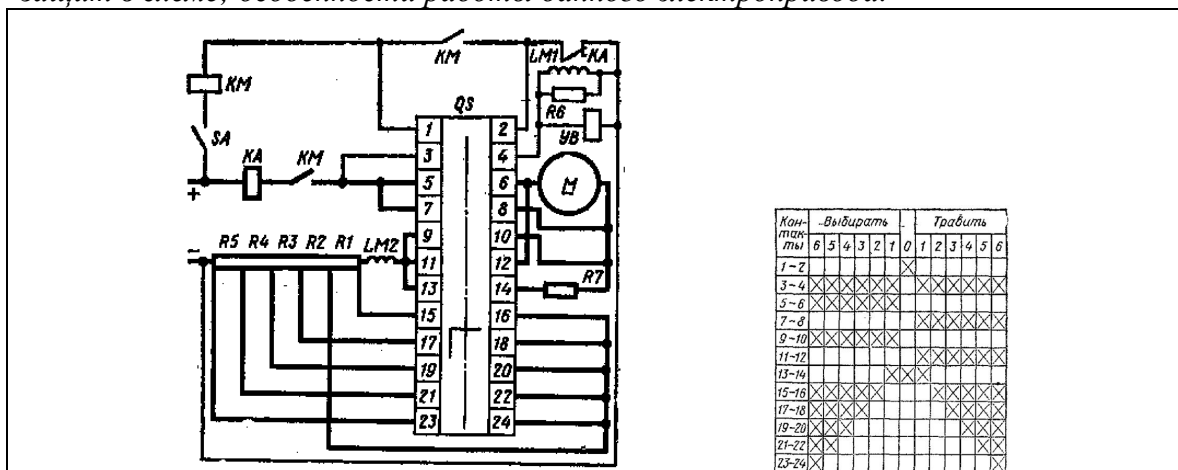 защит в схеме, особенности работы данного электропривода.
KM
LM1
KA
KM
QS
R6
УВ
SA
KA
KM
+
−
R5 R4 R3 R2 R1 LM2
M
R7
1 2
3 4
5 6
7 8
9 10
11 12
13 14
15 16
17 18
19 20
21 22
23 24
Кон-
так-
ты
Выбирать Травить
6 5 4 3 2 1 0 1 2 3 4 5 6
1-2 X
3-4 X X X X X X X X X X X X
5-6 X X X X X X
7-8 X X X X X X
9-10 X X X X X X
11-12 X X X X X X
13-14 X X X
15-16 X X X X X X X X X X
17-18 X X X X X X X X
19-20 X X X X X X
21-22 X X X X
23-24 X X